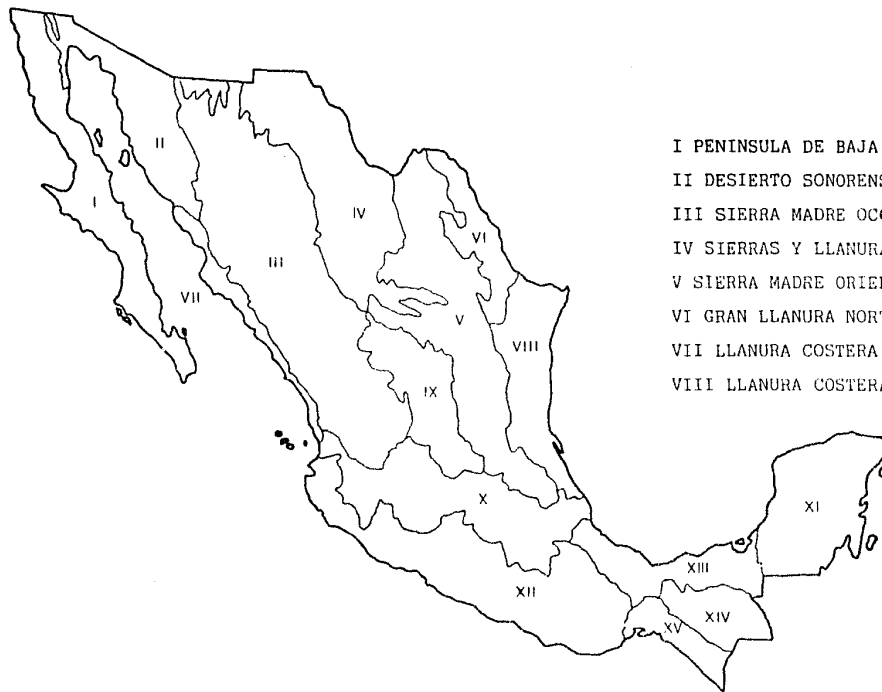 I PENINSULA DE BAJA
II DESIERTO SONORENS
III SIERRA MADRE OC
IV SIERRAS Y LLANURA
V SIERRA MADRE ORIE
VI GRAN LLANURA NOR
VII LLANURA COSTERA
VIII LLANURA COSTERA
II
I
IV
VI
III
VII
V
VIII
IX
X
XI
XIII
XII
XIV
XV